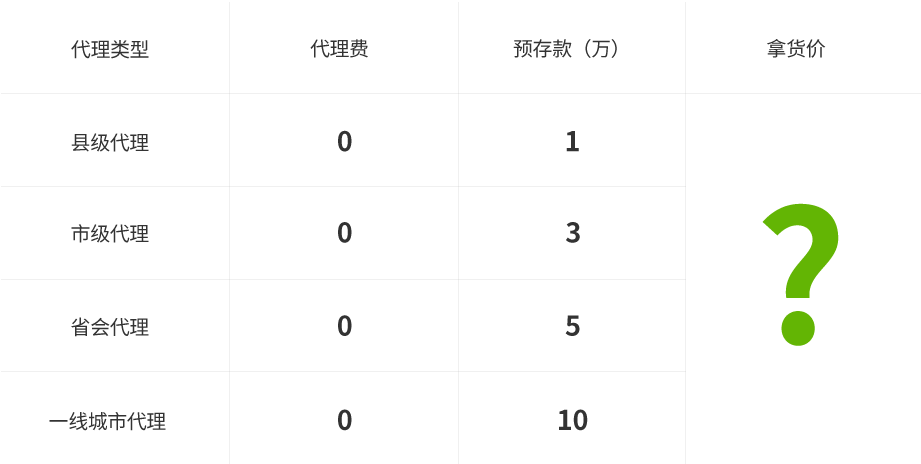 代理类型 代理费 预存款（万） 拿货价
县级代理 0 1
市级代理 0 3
?
省会代理 0 5
一线城市代理 0 10